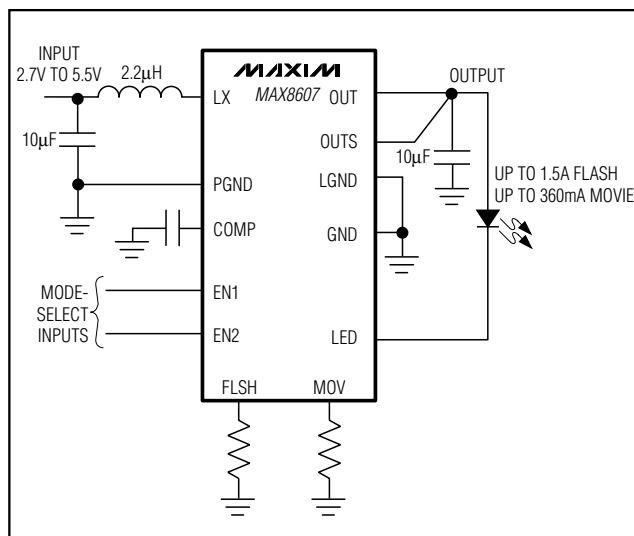 INPUT
2.7V TO 5.5V
2.2µH
10µF
MAXIM
MAX8607
LX
PGND
COMP
EN1
EN2
MODE-
SELECT
INPUTS
FLSH
MOV
OUT
OUTS
LGND
GND
LED
OUTPUT
10µF
UP TO 1.5A FLASH
UP TO 360mA MOVIE